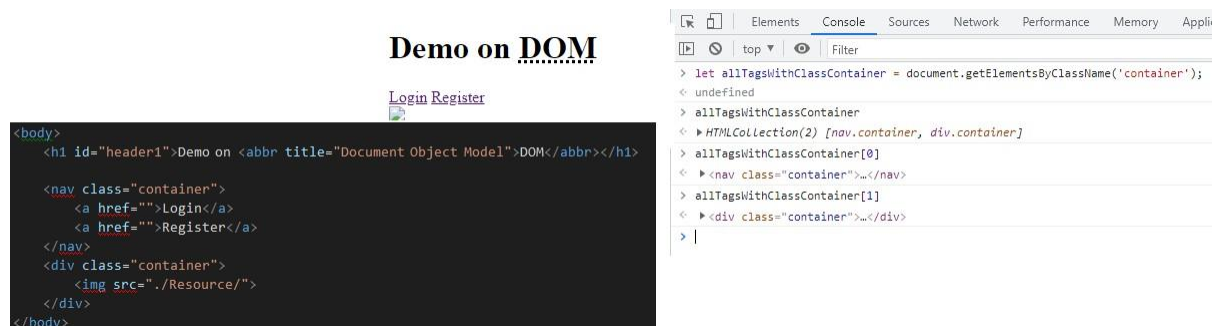 Demo on DOM
Login Register
<body>
<h1 id="header1">Demo on <abbr title="Document Object Model">DOM</abbr></h1>
<nav class="container">
<a href="">Login</a>
<a href="">Register</a>
</nav>
<div class="container">
<img src="./Resource/">
</div>
</body>
Elements Console Sources Network Performance Memory Appli
top ▼ Filter
> let allTagsWithClassContainer = document.getElementsByClassName('container');
<· undefined
> allTagsWithClassContainer
<· ▶HTMLCollection(2) [nav.container, div.container]
> allTagsWithClassContainer[0]
<· ▶<nav class="container">…</nav>
> allTagsWithClassContainer[1]
<· ▶<div class="container">…</div>
>